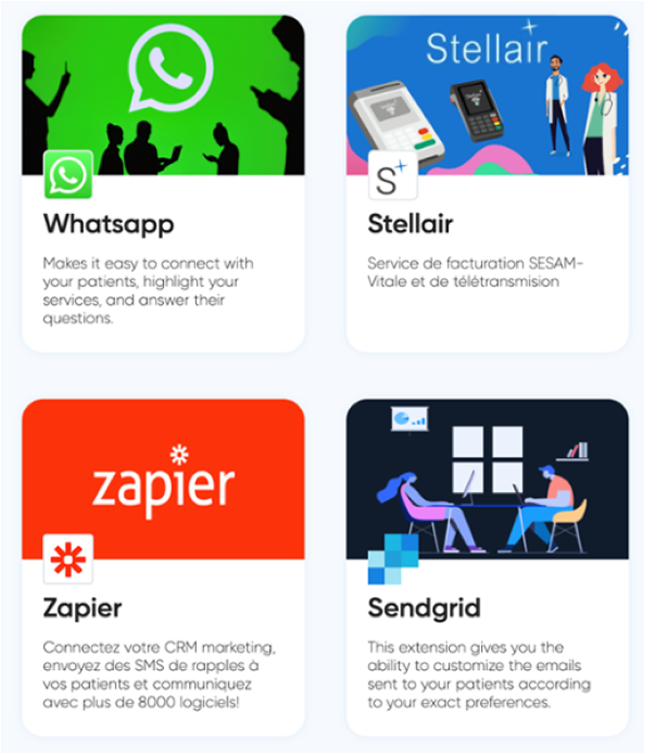 Stellair
Whatsapp
Makes it easy to connect with
your patients, highlight your
services, and answer their
questions.
S
Stellair
Service de facturation SESAM-
Vitale et de télétransmision
zapier
Zapier
Connectez votre CRM marketing,
envoyez des SMS de rapples à
vos patients et communiquez
avec plus de 8000 logiciels!
Sendgrid
This extension gives you the
ability to customize the emails
sent to your patients according
to your exact preferences.